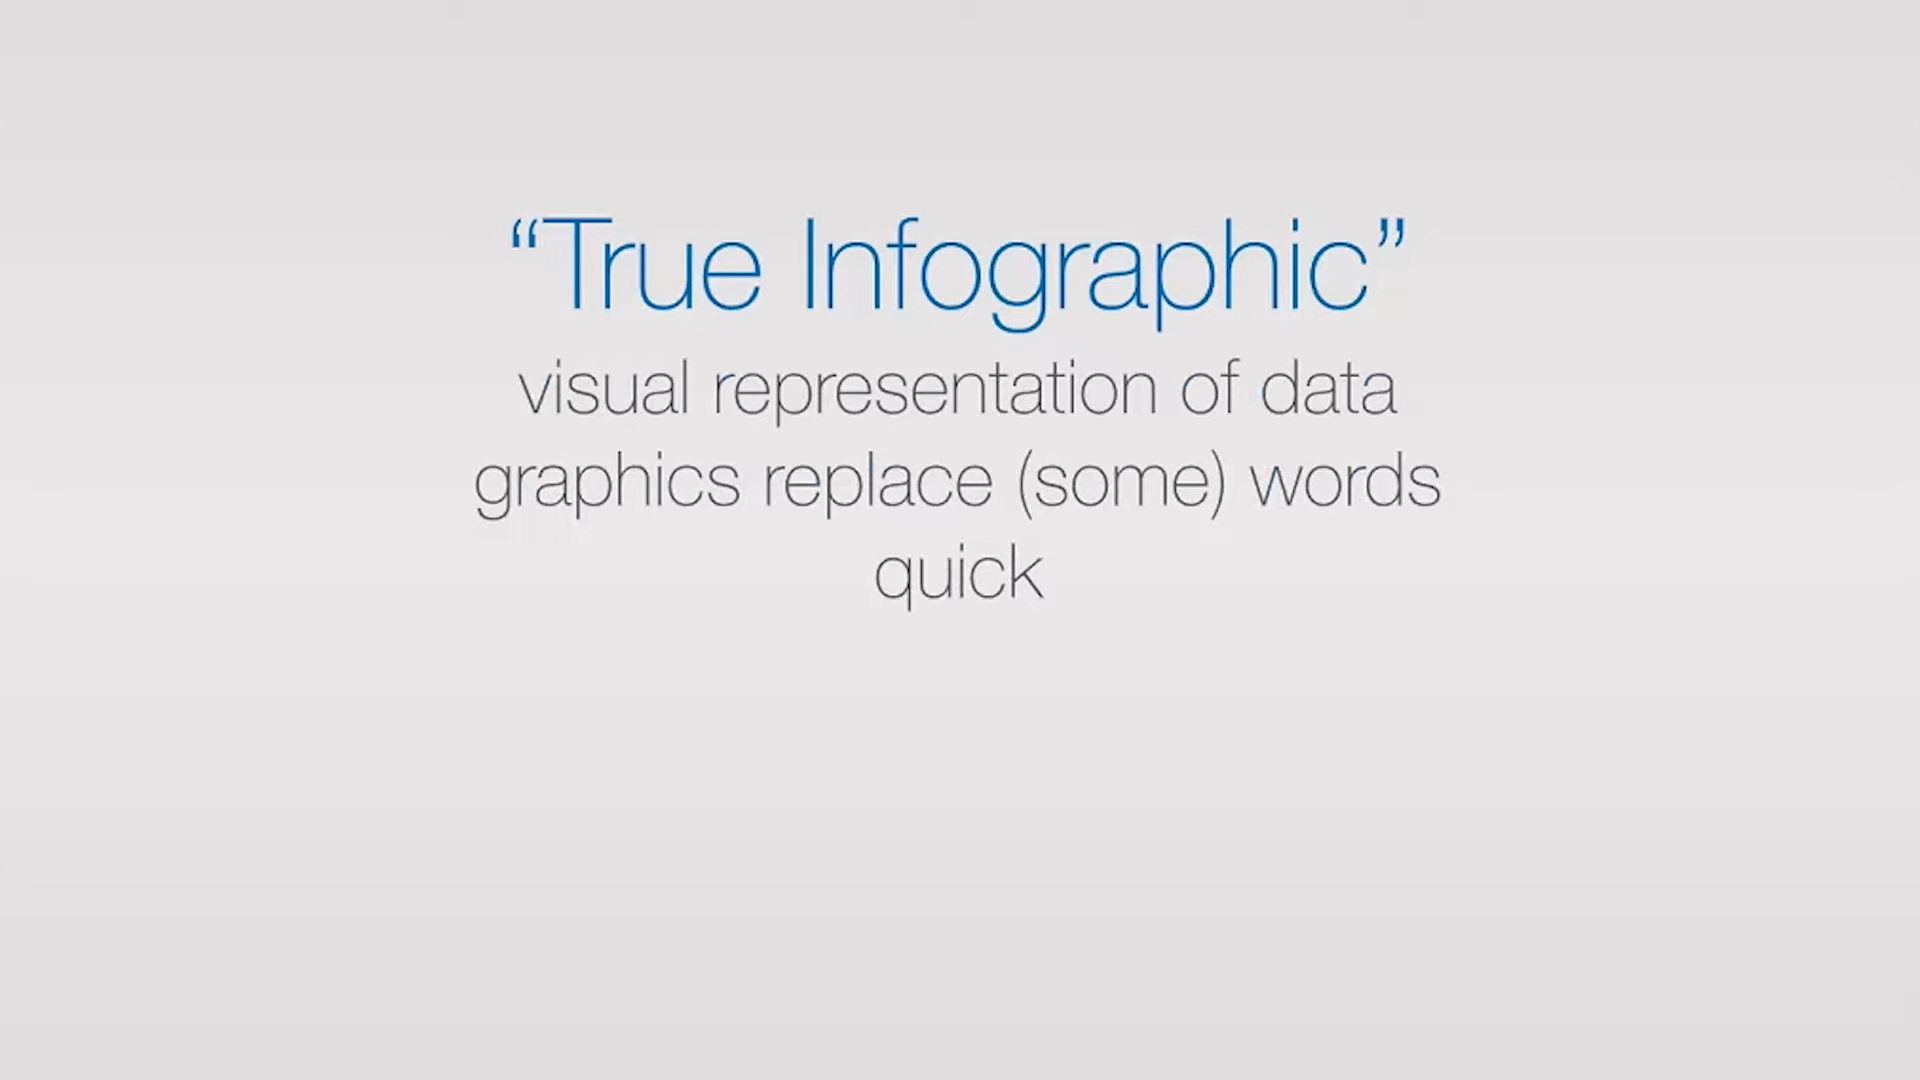 “True Infographic”
visual representation of data
graphics replace (some) words
quick